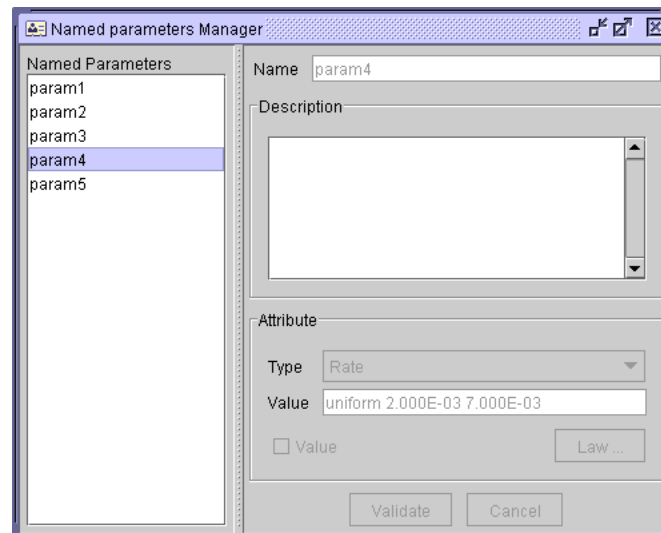 Named parameters Manager
Named Parameters
param1
param2
param3
param4
param5
Name param4
Description
Attribute
Type Rate
Value uniform 2.000E-03 7.000E-03
Value Law ...
Validate Cancel